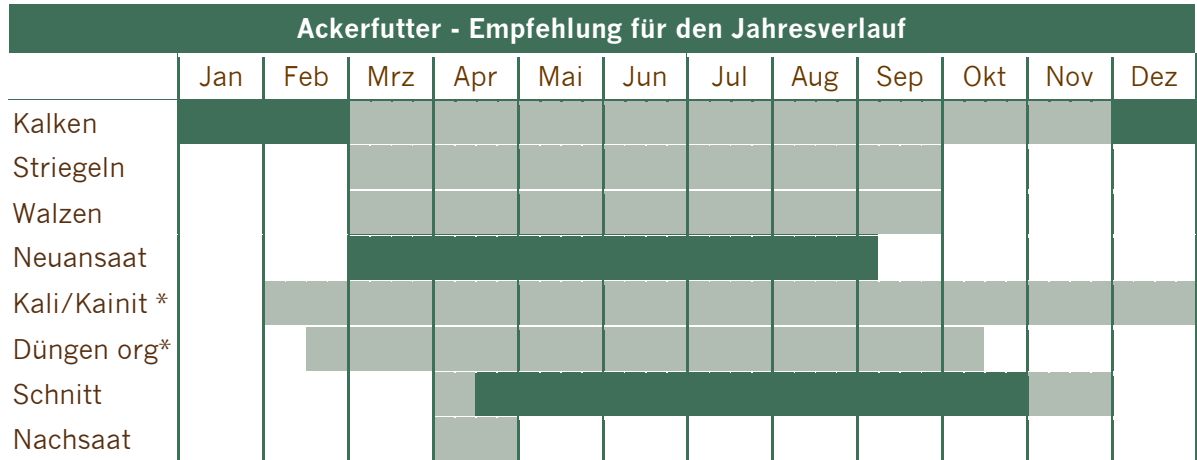 Ackerfutter - Empfehlung für den Jahresverlauf
Jan Feb Mrz Apr Mai Jun Jul Aug Sep Okt Nov Dez
Kalken
Striegeln
Walzen
Neuansaat
Kali/Kainit *
Düngen org*
Schnitt
Nachsaat